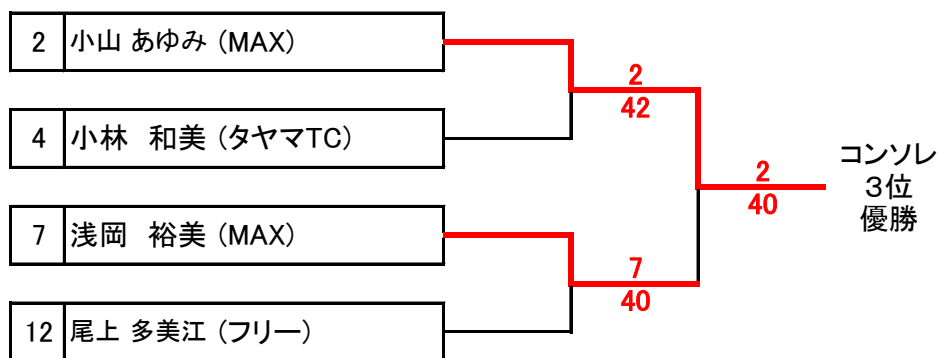 2 小山 あゆみ (MAX)
2
42
4 小林　和美 (タヤマTC)
コンソレ
2
３位
40
優勝
7 浅岡　裕美 (MAX)
7
40
12 尾上 多美江 (フリー)